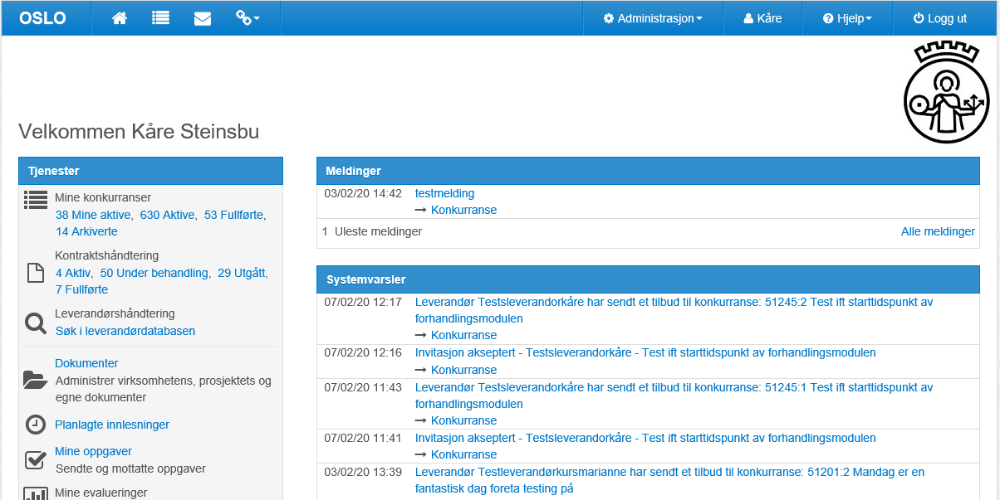 OSLO
Administrasjon
Kåre
Hjelp
Logg ut
Velkommen Kåre Steinsbu
Tjenester
Mine konkurranser
38 Mine aktive, 630 Aktive, 53 Fullførte,
14 Arkiverte
Kontraktshåndtering
4 Aktiv, 50 Under behandling, 29 Utgått,
7 Fullførte
Leverandørshåndtering
Søk i leverandørdatabasen
Dokumenter
Administrer virksomhetens, prosjektets og
egne dokumenter
Planlagte innlesninger
Mine oppgaver
Sendte og mottatte oppgaver
Mine evalueringer
Meldinger
03/02/20 14:42 testmelding
→ Konkurranse
1 Uleste meldinger Alle meldinger
Systemvarsler
07/02/20 12:17 Leverandør Testsleverandorkåre har sendt et tilbud til konkurranse: 51245:2 Test ift starttidspunkt av
forhandlingsmodulen
→ Konkurranse
07/02/20 12:16 Invitasjon akseptert - Testsleverandorkåre - Test ift starttidspunkt av forhandlingsmodulen
→ Konkurranse
07/02/20 11:43 Leverandør Testsleverandorkåre har sendt et tilbud til konkurranse: 51245:1 Test ift starttidspunkt av
forhandlingsmodulen
→ Konkurranse
07/02/20 11:41 Invitasjon akseptert - Testsleverandorkåre - Test ift starttidspunkt av forhandlingsmodulen
→ Konkurranse
03/02/20 13:39 Leverandør Testleverandørkursmarianne har sendt et tilbud til konkurranse: 51201:2 Mandag er en
fantastisk dag foreta testing på